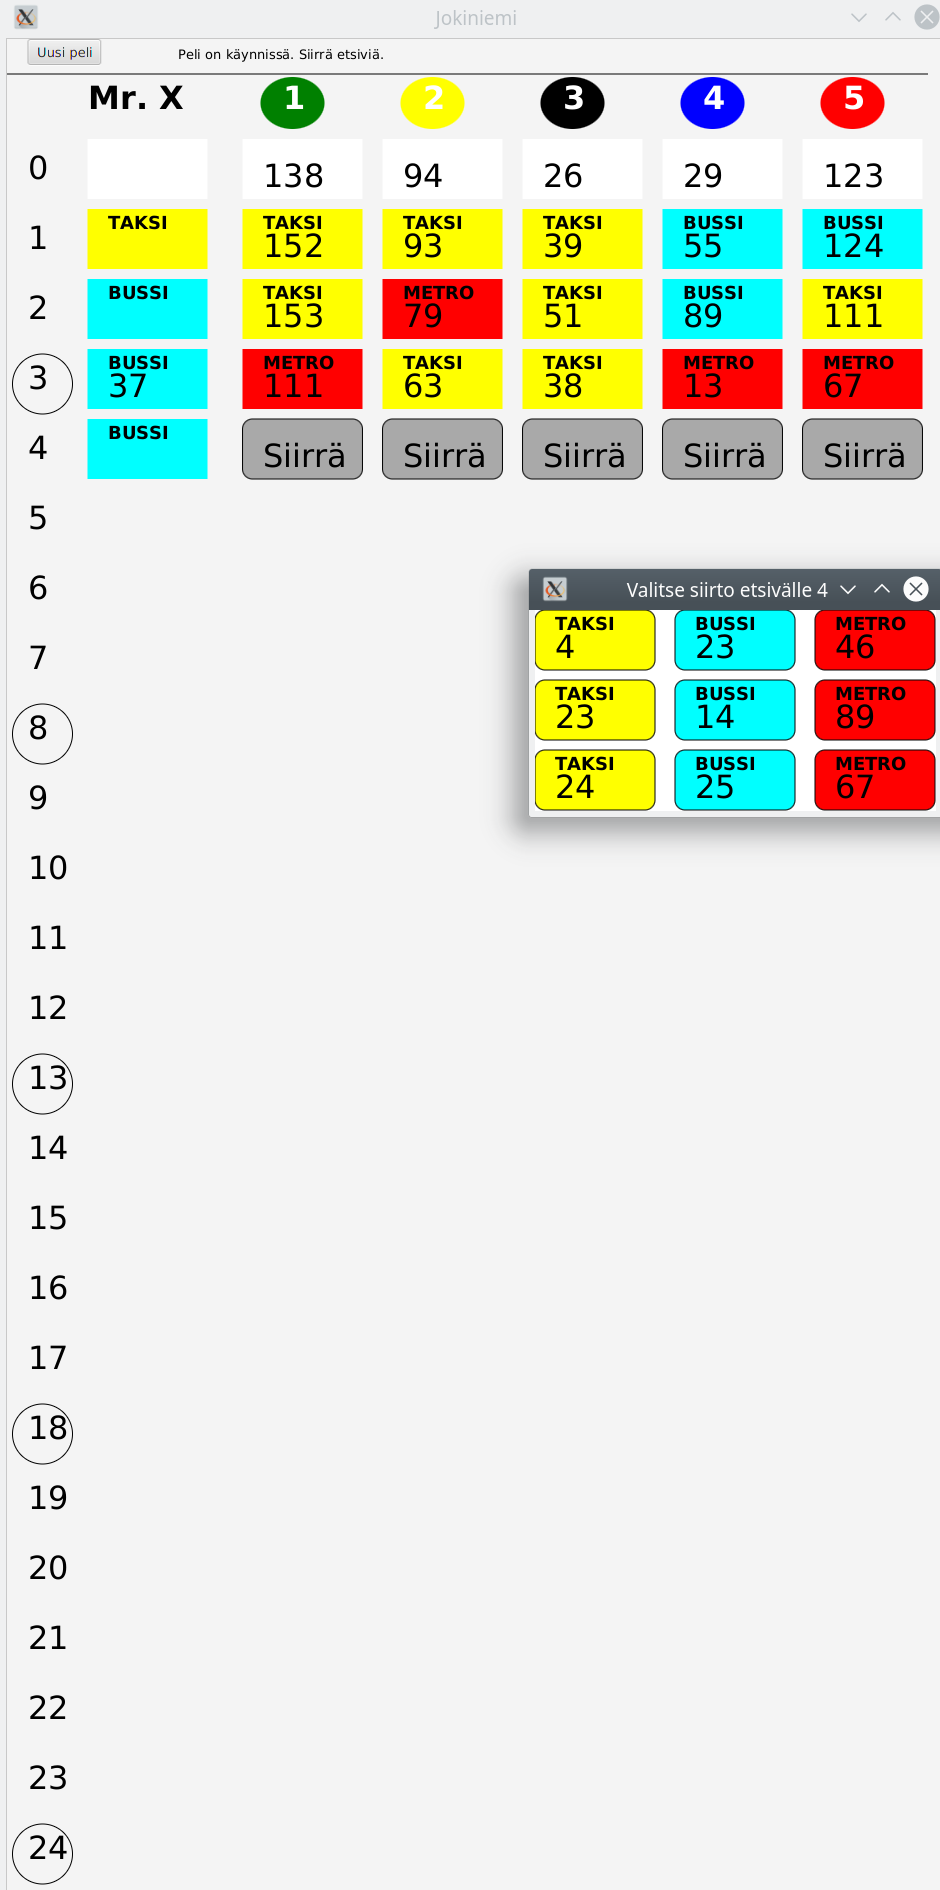 Jokiniemi
Uusi peli
Peli on käynnissä. Siirrä etsiviä.
Mr. X 1 2 3 4 5
0 138 94 26 29 123
TAKSI TAKSI TAKSI TAKSI BUSSI BUSSI
1 152 93 39 55 124
BUSSI TAKSI METRO TAKSI BUSSI TAKSI
2 153 79 51 89 111
BUSSI METRO TAKSI TAKSI METRO METRO
3 37 111 63 38 13 67
BUSSI
4 Siirrä Siirrä Siirrä Siirrä Siirrä
5
6
7
8
9
10
11
12
13
14
15
16
17
18
19
20
21
22
23
24
Valitse siirto etsivälle 4
TAKSI BUSSI METRO
4 23 46
TAKSI BUSSI METRO
23 14 89
TAKSI BUSSI METRO
24 25 67